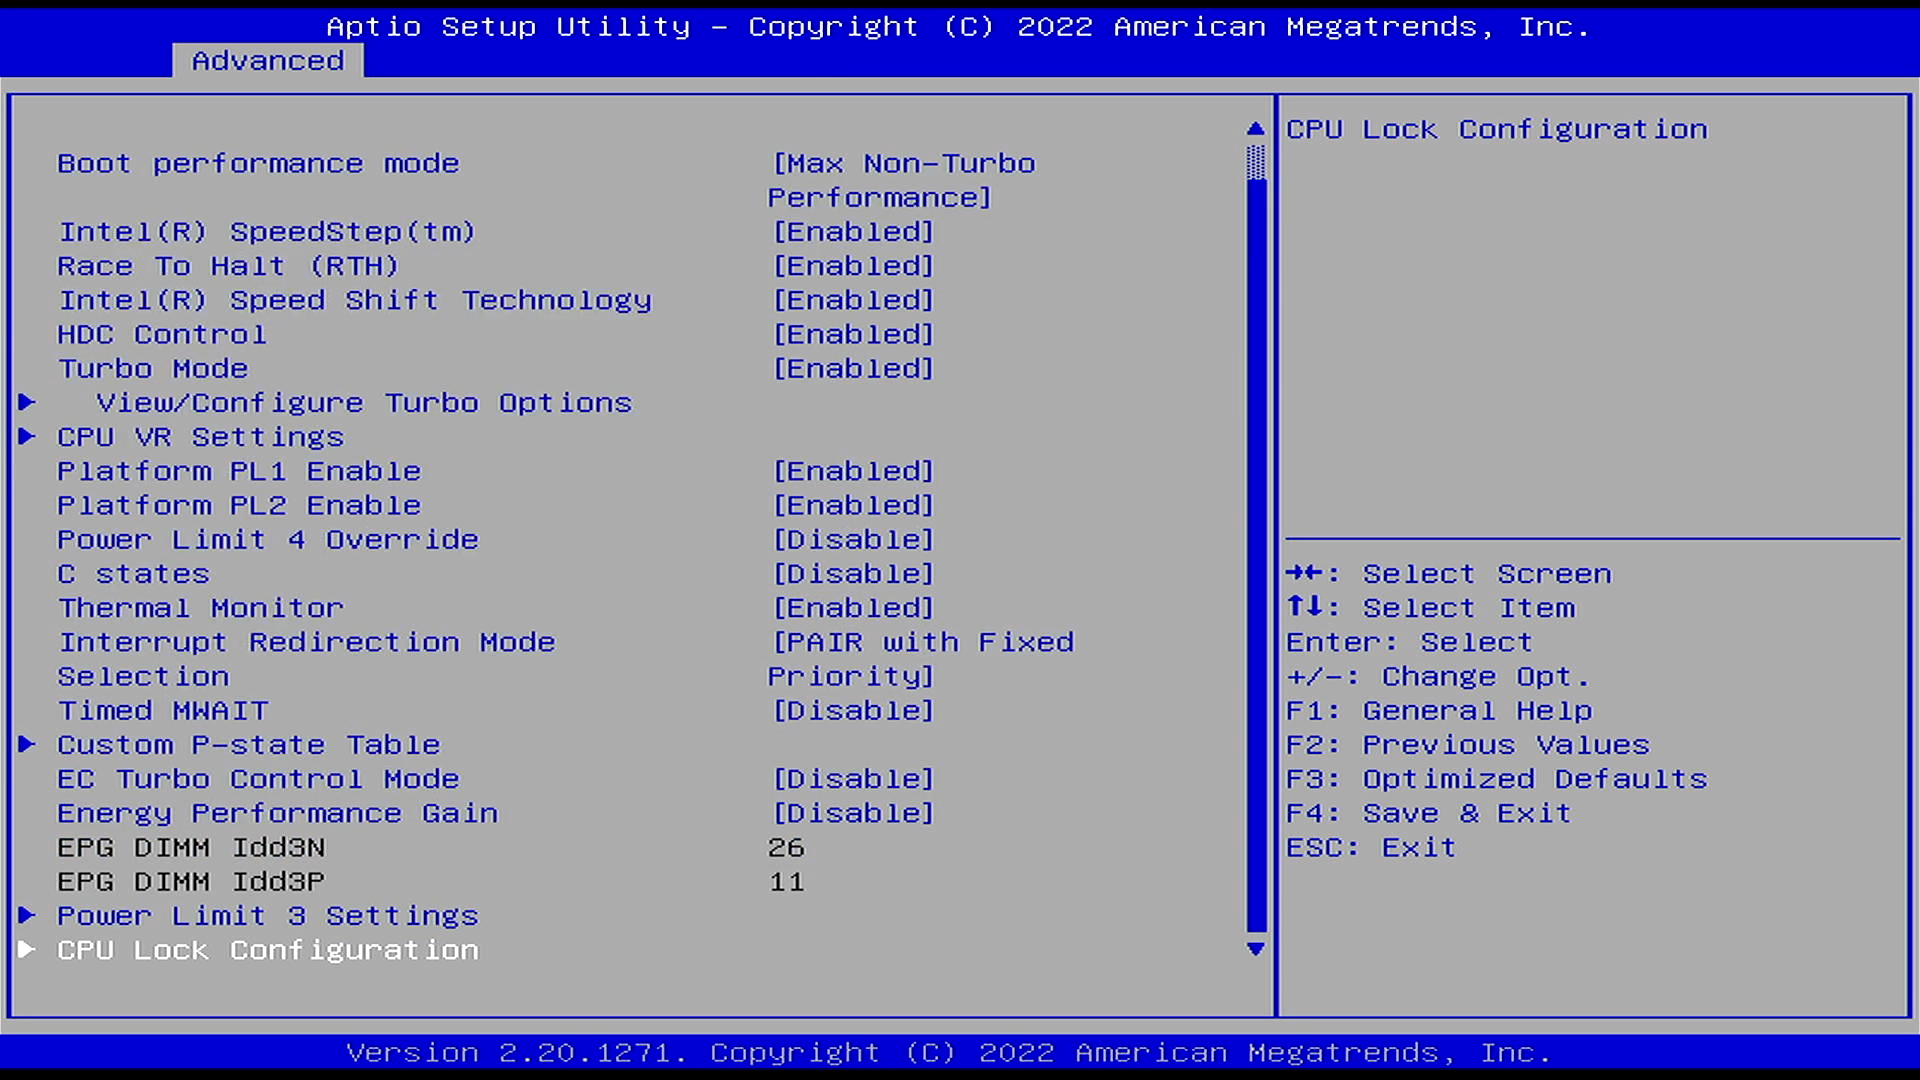 Aptio Setup Utility – Copyright (C) 2022 American Megatrends, Inc.
Advanced
Boot performance mode [Max Non-Turbo
Performance]
Intel(R) SpeedStep(tm) [Enabled]
Race To Halt (RTH) [Enabled]
Intel(R) Speed Shift Technology [Enabled]
HDC Control [Enabled]
Turbo Mode [Enabled]
View/Configure Turbo Options
CPU VR Settings
Platform PL1 Enable [Enabled]
Platform PL2 Enable [Enabled]
Power Limit 4 Override [Disable]
C states [Disable]
Thermal Monitor [Enabled]
Interrupt Redirection Mode [PAIR with Fixed
Selection Priority]
Timed MWAIT [Disable]
Custom P-state Table
EC Turbo Control Mode [Disable]
Energy Performance Gain [Disable]
EPG DIMM Idd3N 26
EPG DIMM Idd3P 11
Power Limit 3 Settings
CPU Lock Configuration
CPU Lock Configuration
→←: Select Screen
↑↓: Select Item
Enter: Select
+/-: Change Opt.
F1: General Help
F2: Previous Values
F3: Optimized Defaults
F4: Save & Exit
ESC: Exit
Version 2.20.1271. Copyright (C) 2022 American Megatrends, Inc.